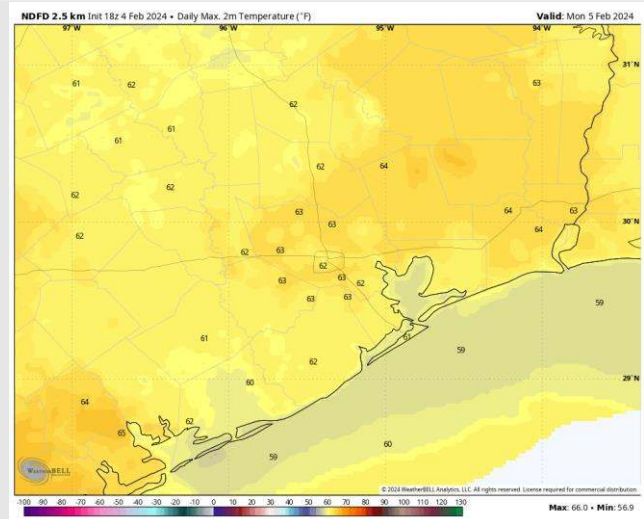 NDFD 2.5 km Init 18z 4 Feb 2024 • Daily Max. 2m Temperature (°F)
Valid: Mon 5 Feb 2024
97°W 96°W 95°W 94°W
31°N
61 62 63
62
61
61
62 64
62 62
63 64 63
63 64
62
30°N
62 63
62
63
63 62
63 63
59
61 61
59
62
29°N
60
64
62
65
60
59
WEATHERBELL
© 2024 WeatherBELL Analytics, LLC. All rights reserved. License required for commercial distribution.
-100 -90 -80 -70 -60 -50 -40 -30 -20 -10 0 10 20 30 40 50 60 70 80 90 100 110 120 130
Max: 66.0 • Min: 56.9